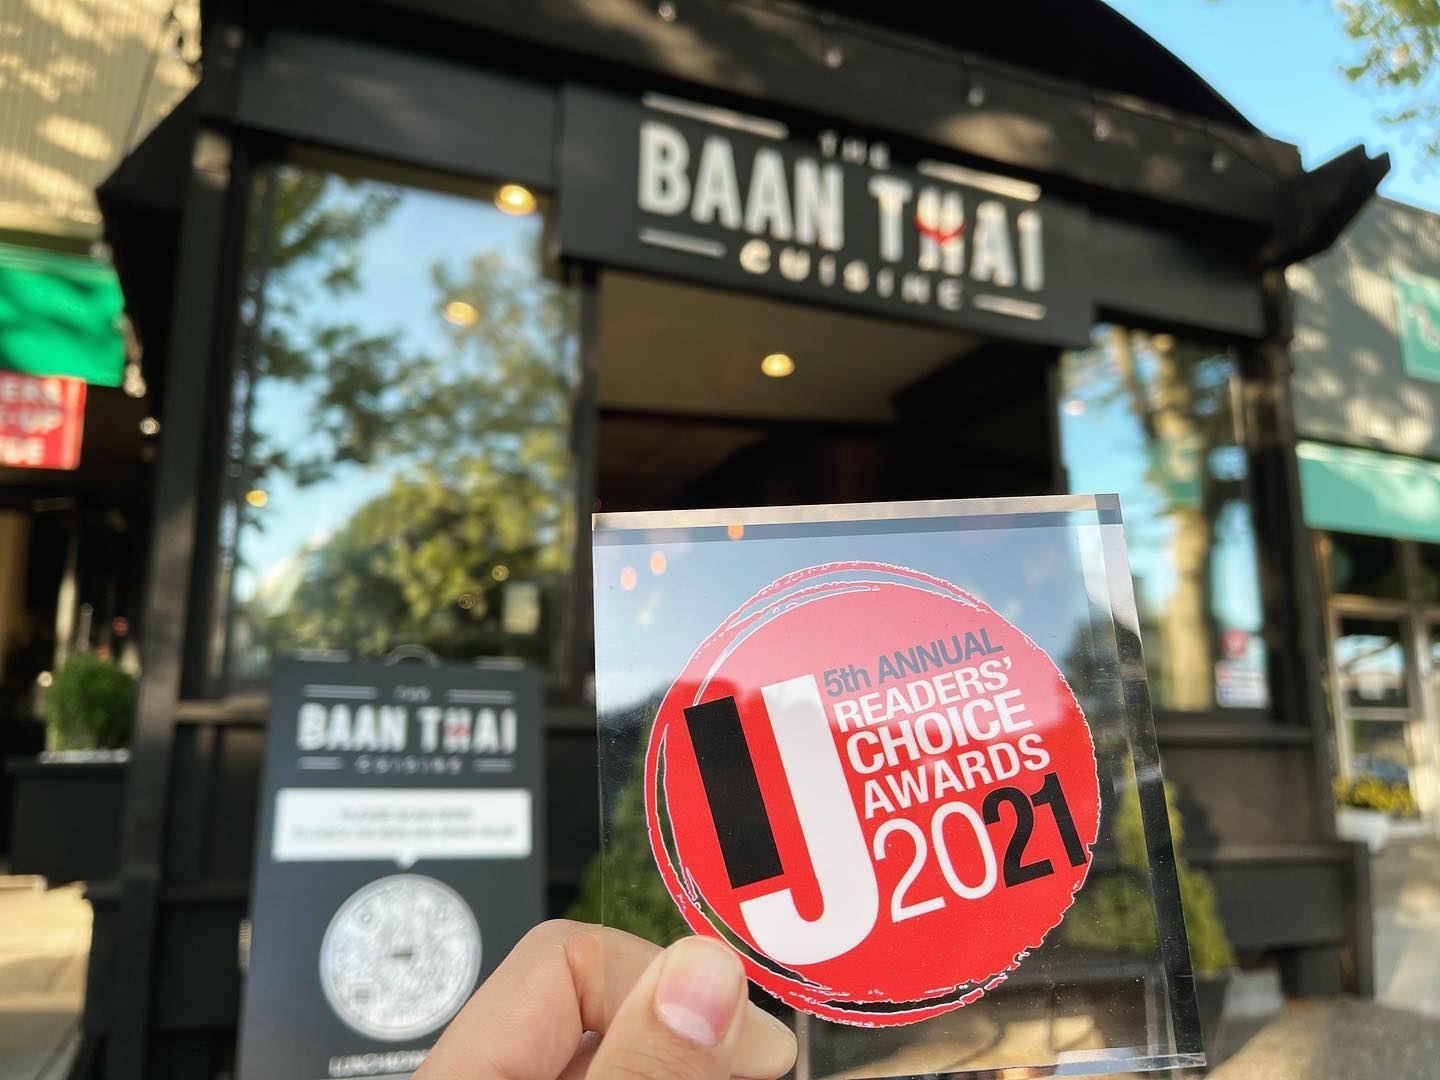 THE
BAAN THAI
CUISINE
THE
BAAN THAI
CUISINE
IJ
5th ANNUAL
READERS'
CHOICE
AWARDS
2021